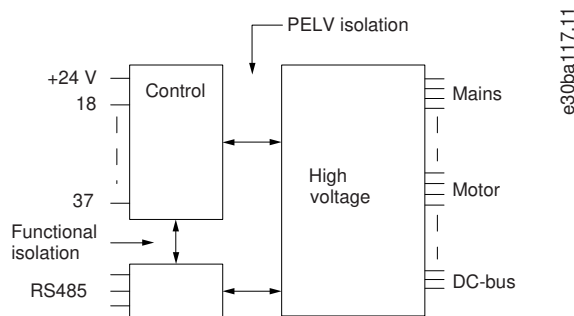 PELV isolation
e30ba117.11
+24 V
18
37
Control
High
voltage
Mains
Motor
DC-bus
Functional
isolation
RS485